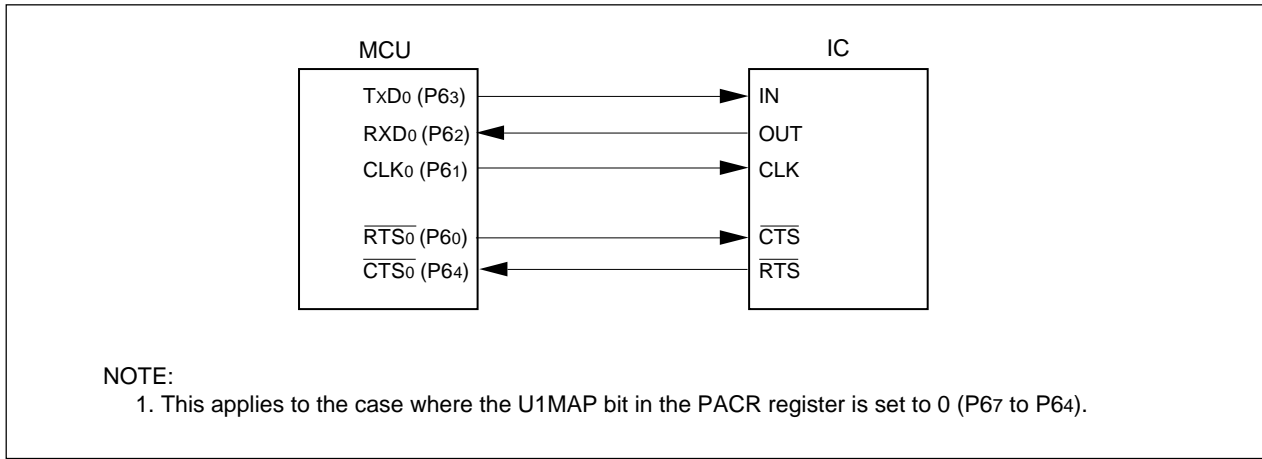 MCU IC
TxD0 (P63) IN
RXD0 (P62) OUT
CLK0 (P61) CLK
RTS0 (P60) CTS
CTS0 (P64) RTS
NOTE:
1. This applies to the case where the U1MAP bit in the PACR register is set to 0 (P67 to P64).